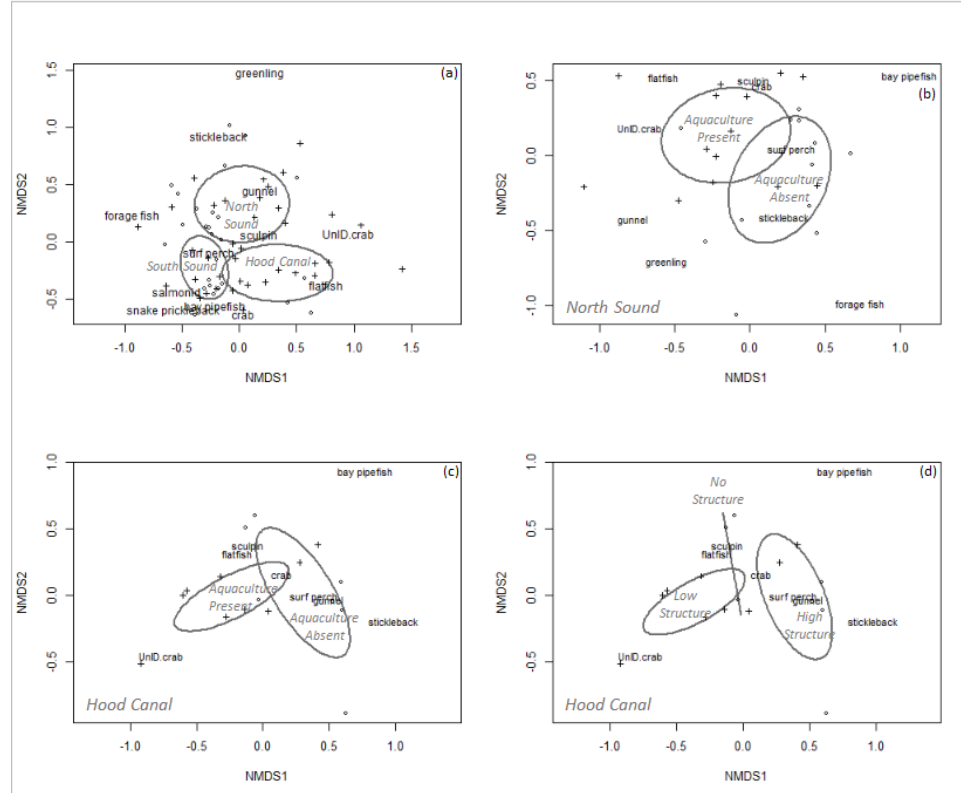 (a)
greenling
stickleback
gunnel
North
Sound
forage fish
UnID.crab
sculpin
surf perch
South Sound
Hood Canal
salmonid
flatfish
bay pipefish
snake prickleback
crab
1.5
1.0
0.5
0.0
-0.5
NMDS2
-1.0 -0.5 0.0 0.5 1.0 1.5
NMDS1
(b)
flatfish
sculpin
crab
bay pipefish
UnID.crab
Aquaculture
Present
surf perch
Aquaculture
Absent
gunnel
stickleback
greenling
forage fish
North Sound
0.5
0.0
-0.5
-1.0
NMDS2
-1.0 -0.5 0.0 0.5 1.0
NMDS1
(c)
bay pipefish
sculpin
flatfish
crab
Aquaculture
Present
surf perch
gunnel
Aquaculture
Absent
stickleback
UnID.crab
Hood Canal
1.0
0.5
0.0
-0.5
NMDS2
-1.0 -0.5 0.0 0.5 1.0
NMDS1
(d)
bay pipefish
No
Structure
sculpin
flatfish
crab
Low
Structure
surf perch
gunnel
High
Structure
stickleback
UnID.crab
Hood Canal
1.0
0.5
0.0
-0.5
NMDS2
-1.0 -0.5 0.0 0.5 1.0
NMDS1